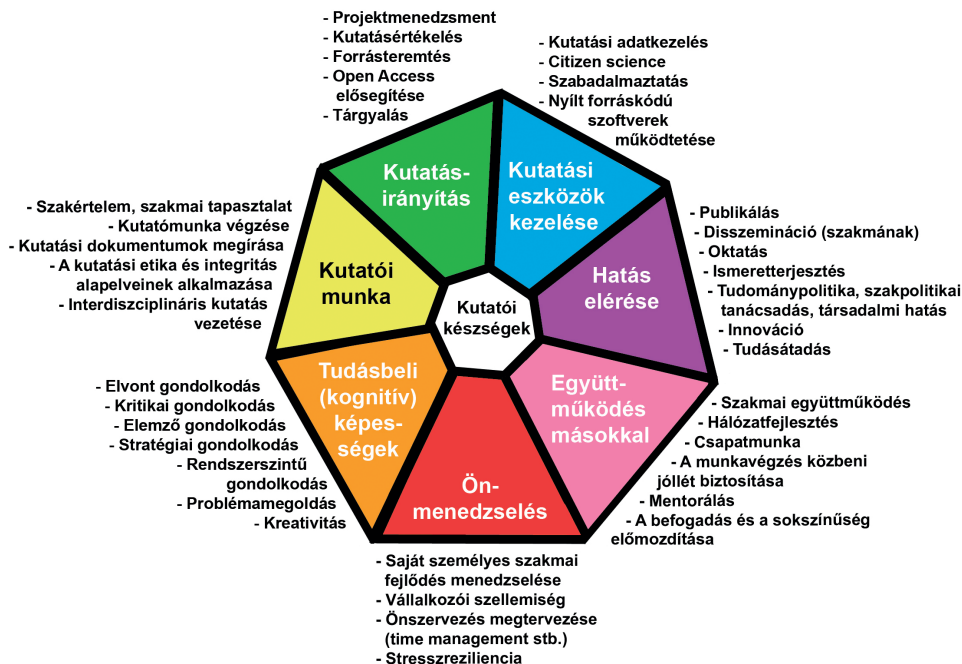 - Projektmenedzsment
- Kutatásértékelés
- Forrásteremtés
- Open Access
elősegítése
- Tárgyalás
- Kutatási adatkezelés
- Citizen science
- Szabadalmaztatás
- Nyílt forráskódú
szoftverek
működtetése
Kutatás-
irányítás
Kutatási
eszközök
kezelése
- Szakértelem, szakmai tapasztalat
- Kutatómunka végzése
- Kutatási dokumentumok megírása
- A kutatási etika és integritás
alapelveinek alkalmazása
- Interdiszciplináris kutatás
vezetése
Kutatói
munka
Kutatói
készségek
Hatás
elérése
- Publikálás
- Disszemináció (szakmának)
- Oktatás
- Ismeretterjesztés
- Tudománypolitika, szakpolitikai
tanácsadás, társadalmi hatás
- Innováció
- Tudásátadás
- Elvont gondolkodás
- Kritikai gondolkodás
- Elemző gondolkodás
- Stratégiai gondolkodás
- Rendszerszintű
gondolkodás
- Problémamegoldás
- Kreativitás
Tudásbeli
(kognitív)
képes-
ségek
Együtt-
működés
másokkal
- Szakmai együttműködés
- Hálózatfejlesztés
- Csapatmunka
- A munkavégzés közbeni
jóllét biztosítása
- Mentorálás
- A befogadás és a sokszínűség
előmozdítása
Ön-
menedzselés
- Saját személyes szakmai
fejlődés menedzselése
- Vállalkozói szellemiség
- Önszervezés megtervezése
(time management stb.)
- Stresszreziliencia